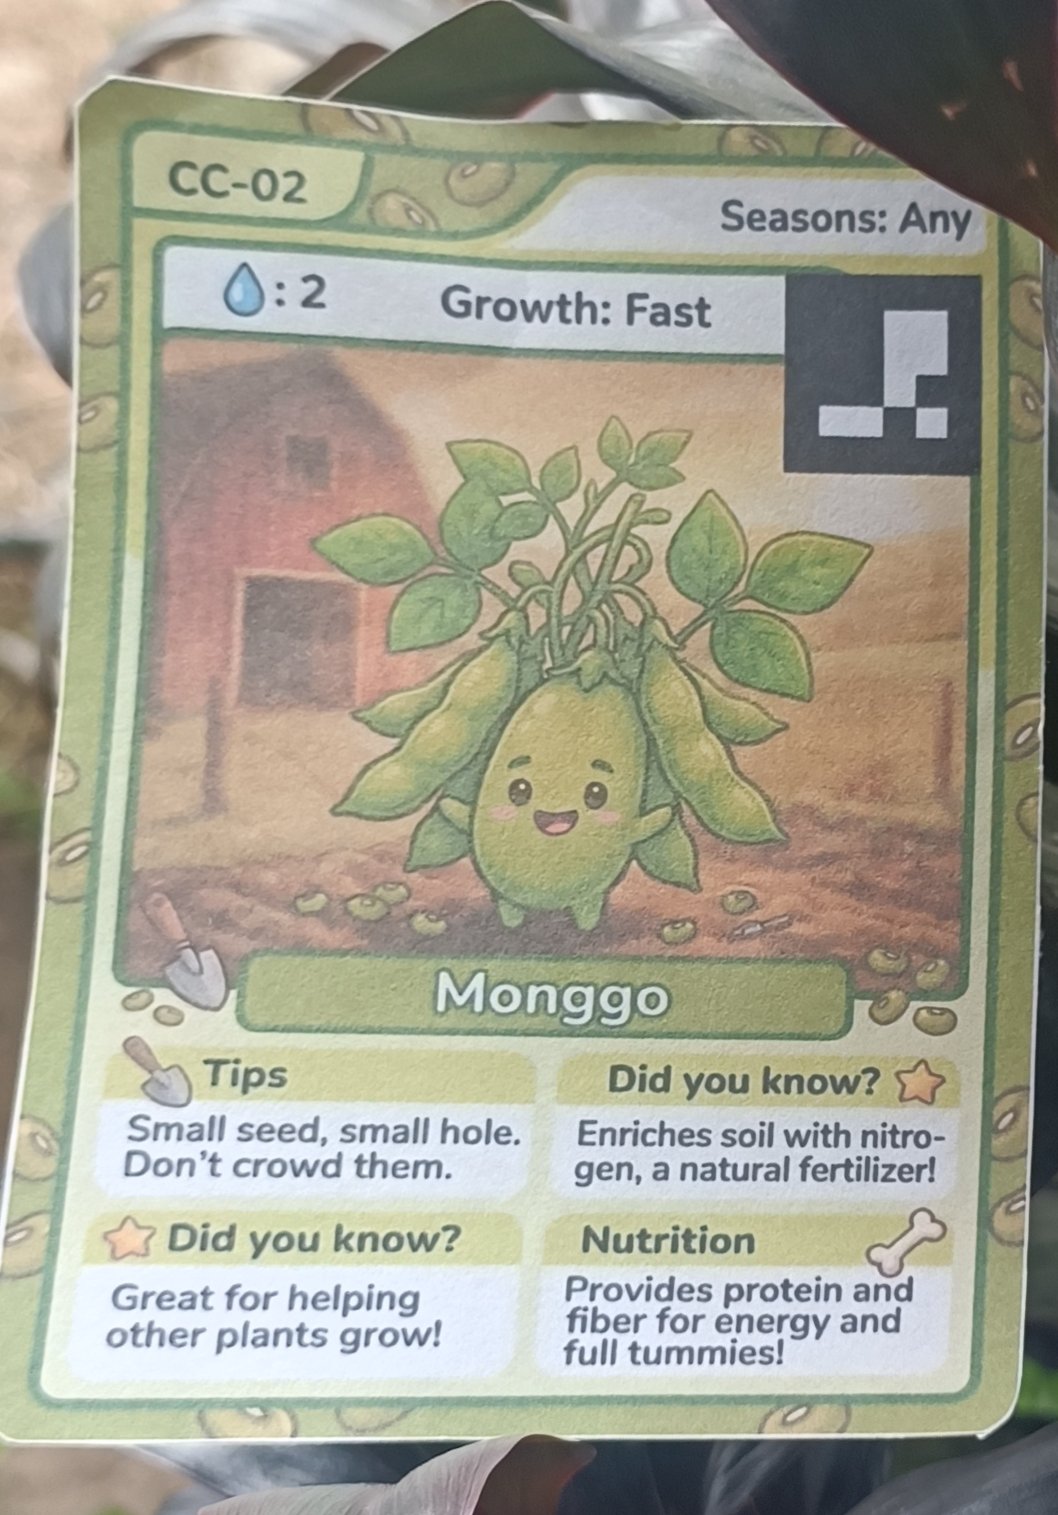 CC-02
Seasons: Any
: 2
Growth: Fast
Monggo
Tips
Small seed, small hole.
Don't crowd them.
Did you know?
Enriches soil with nitro-
gen, a natural fertilizer!
Did you know?
Great for helping
other plants grow!
Nutrition
Provides protein and
fiber for energy and
full tummies!